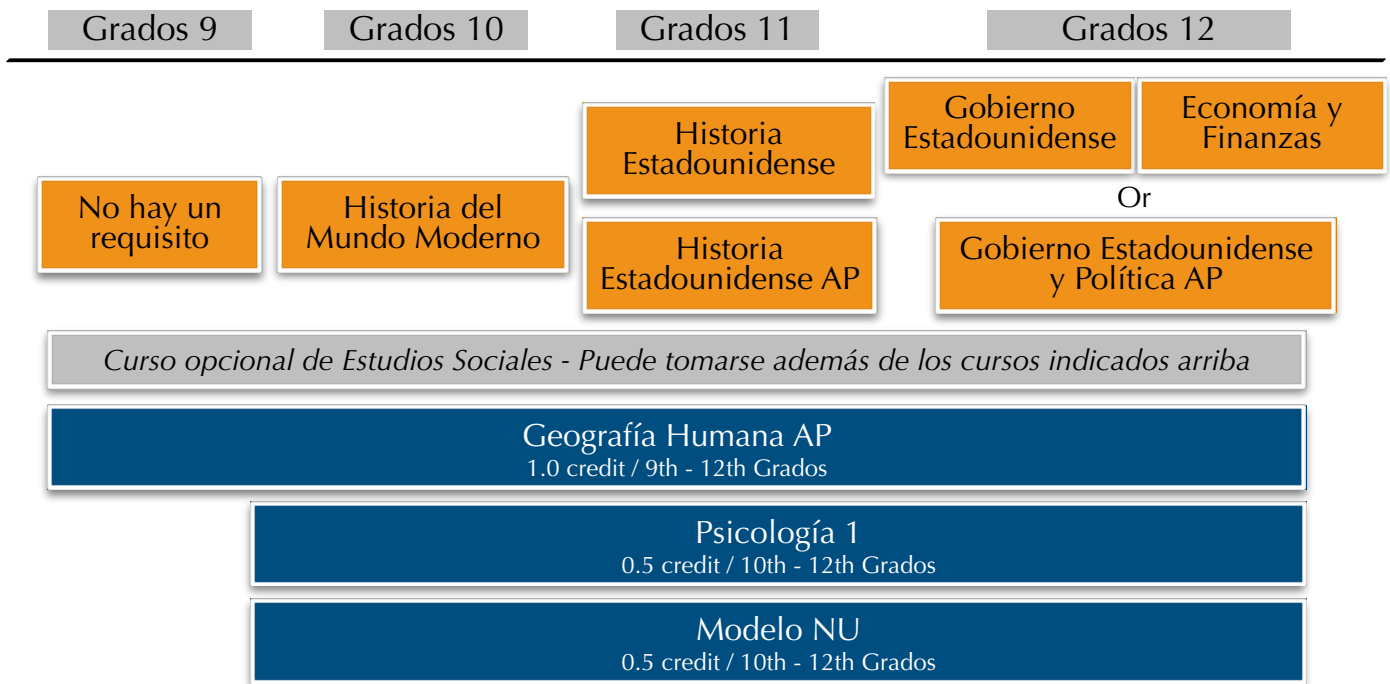 Grados 9
Grados 10
Grados 11
Grados 12
No hay un
requisito
Historia del
Mundo Moderno
Historia
Estadounidense
Historia
Estadounidense AP
Gobierno
Estadounidense
Economía y
Finanzas
Or
Gobierno Estadounidense
y Política AP
Curso opcional de Estudios Sociales - Puede tomarse además de los cursos indicados arriba
Geografía Humana AP
1.0 credit / 9th - 12th Grados
Psicología 1
0.5 credit / 10th - 12th Grados
Modelo NU
0.5 credit / 10th - 12th Grados